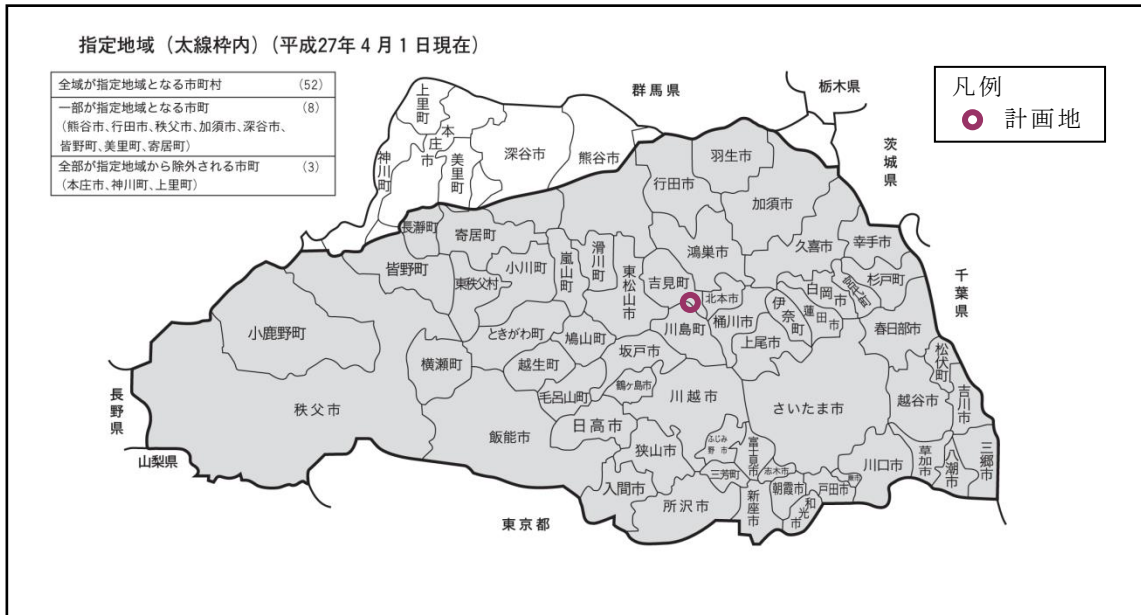 指定地域（太線枠内）（平成27年4月1日現在）
全域が指定地域となる市町村 （52）
一部が指定地域となる市町 （8）
（熊谷市、行田市、秩父市、加須市、深谷市、
皆野町、美里町、寄居町）
全部が指定地域から除外される市町 （3）
（本庄市、神川町、上里町）
凡例
計画地
群馬県
栃木県
茨城県
千葉県
長野県
山梨県
東京都
上里町
本庄市
神川町
美里町
深谷市
熊谷市
羽生市
行田市
加須市
長瀞町
寄居町
皆野町
東秩父村
小川町
嵐山町
滑川町
東松山市
吉見町
鴻巣市
久喜市
幸手市
杉戸町
北本市
白岡市
小鹿野町
ときがわ町
鳩山町
川島町
桶川市
伊奈町
蓮田市
上尾市
春日部市
松伏町
横瀬町
越生町
坂戸市
鶴ヶ島市
毛呂山町
川越市
さいたま市
越谷市
吉川市
秩父市
飯能市
日高市
狭山市
ふじみ野市
富士見市
三芳町
志木市
朝霞市
戸田市
川口市
草加市
八潮市
三郷市
入間市
所沢市
新座市
和光市